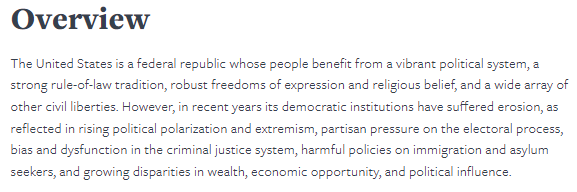 Overview
The United States is a federal republic whose people benefit from a vibrant political system, a
strong rule-of-law tradition, robust freedoms of expression and religious belief, and a wide array of
other civil liberties. However, in recent years its democratic institutions have suffered erosion, as
reflected in rising political polarization and extremism, partisan pressure on the electoral process,
bias and dysfunction in the criminal justice system, harmful policies on immigration and asylum
seekers, and growing disparities in wealth, economic opportunity, and political influence.